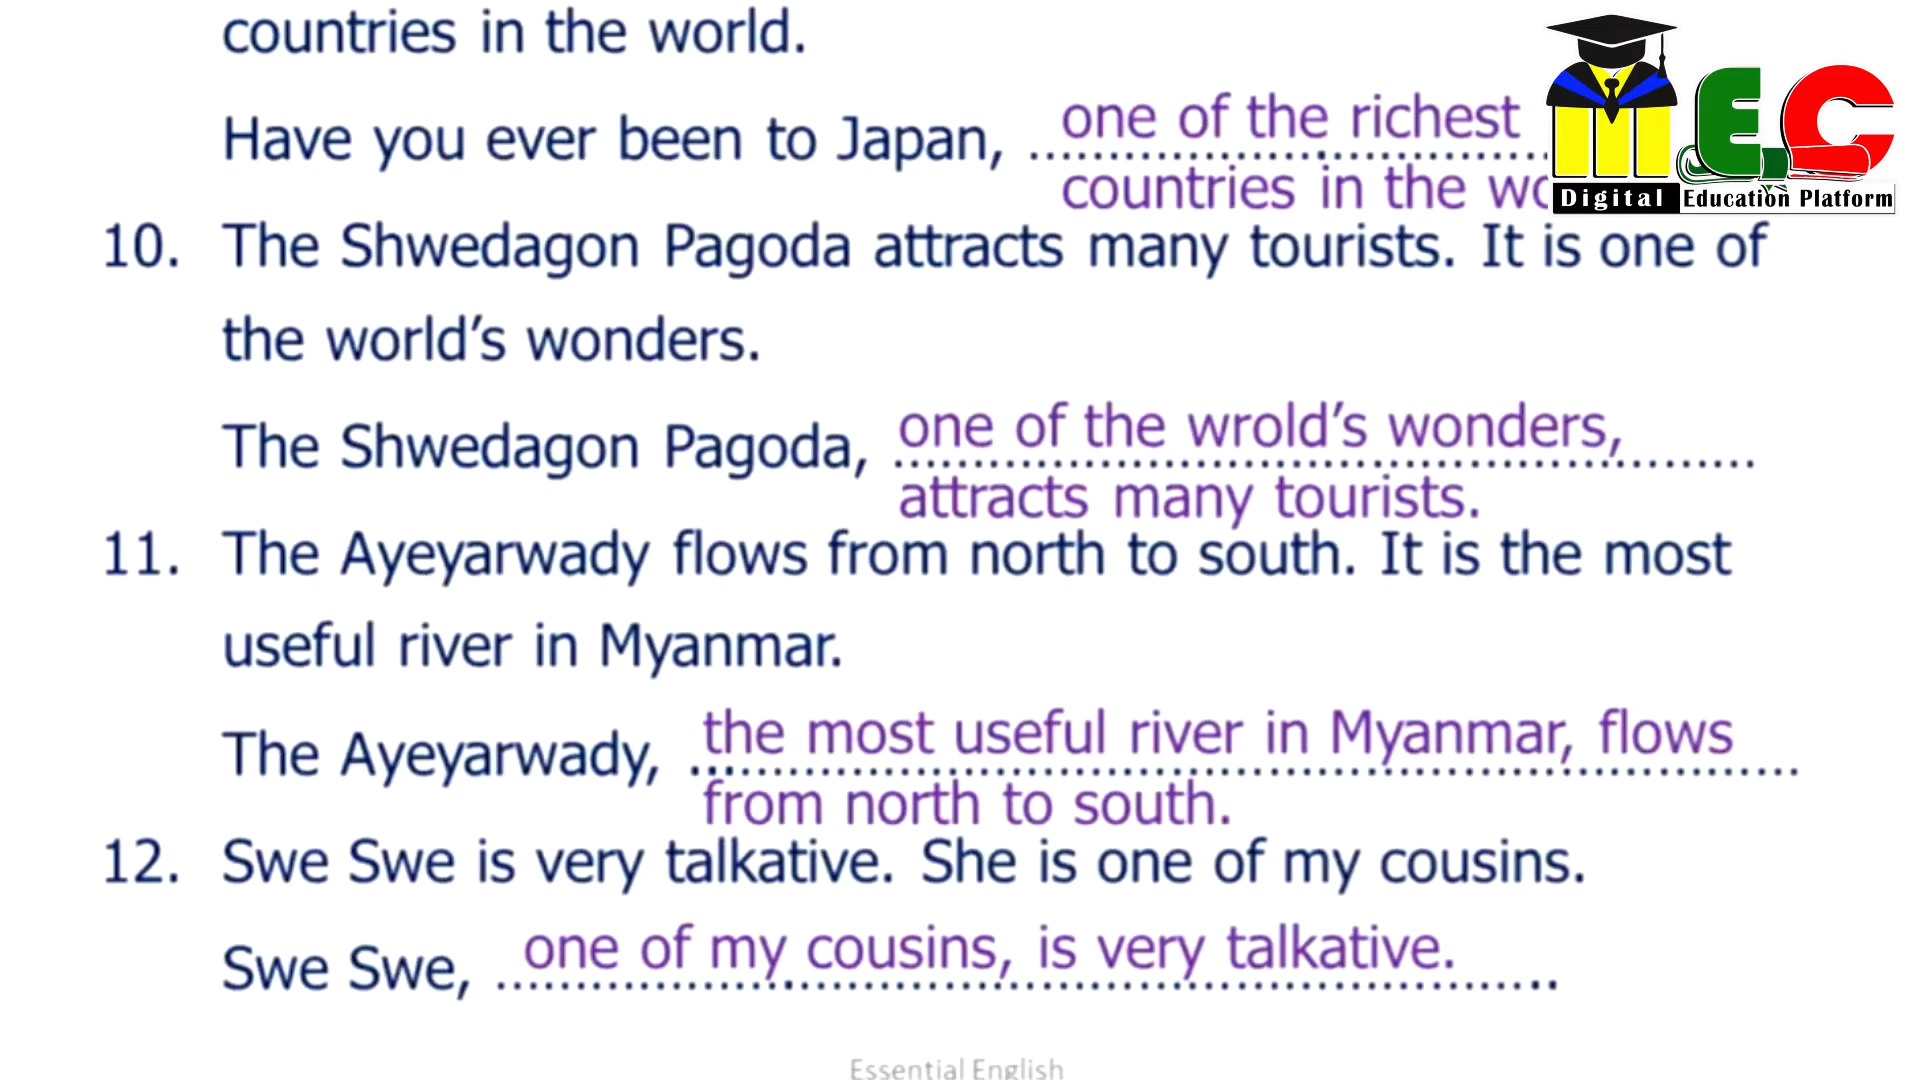 countries in the world.
one of the richest
Have you ever been to Japan, ........................................
countries in the
10. The Shwedagon Pagoda attracts many tourists. It is one of
the world’s wonders.
one of the wrold’s wonders,
The Shwedagon Pagoda, ............................................................
attracts many tourists.
11. The Ayeyarwady flows from north to south. It is the most
useful river in Myanmar.
the most useful river in Myanmar, flows
The Ayeyarwady, ............................................................
from north to south.
12. Swe Swe is very talkative. She is one of my cousins.
one of my cousins, is very talkative.
Swe Swe, ............................................................
Essential English
M.E.C
Digital Education Platform